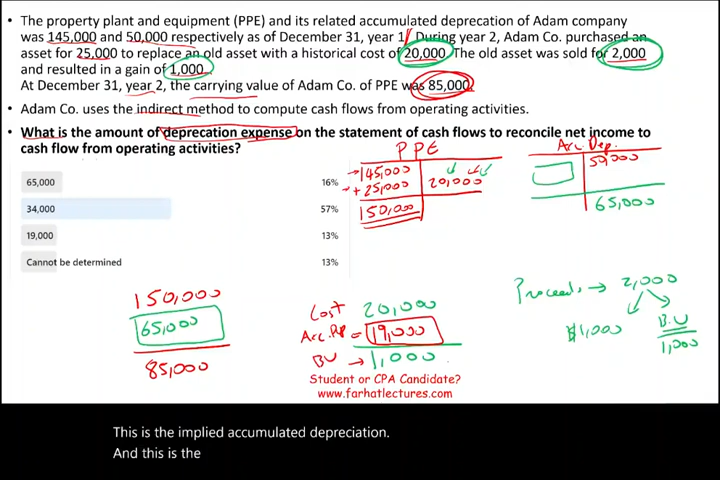 • The property plant and equipment (PPE) and its related accumulated deprecation of Adam company
was 145,000 and 50,000 respectively as of December 31, year 1. During year 2, Adam Co. purchased an
asset for 25,000 to replace an old asset with a historical cost of 20,000. The old asset was sold for 2,000
and resulted in a gain of 1,000.
At December 31, year 2, the carrying value of Adam Co. of PPE was 85,000.
• Adam Co. uses the indirect method to compute cash flows from operating activities.
• What is the amount of deprecation expense on the statement of cash flows to reconcile net income to
cash flow from operating activities?
PPE
Acc. Dep.
65,000 16%
34,000 57%
19,000 13%
Cannot be determined 13%
→145,000
→+25,000 20,000
150,000
50,000
65,000
150,000
65,000
85,000
Cost 20,000
Acc. Dep = 19,000
BV → 1,000
Proceeds → 2,000
$1,000 B.V
1,000
Student or CPA Candidate?
www.farhatlectures.com
This is the implied accumulated depreciation.
And this is the